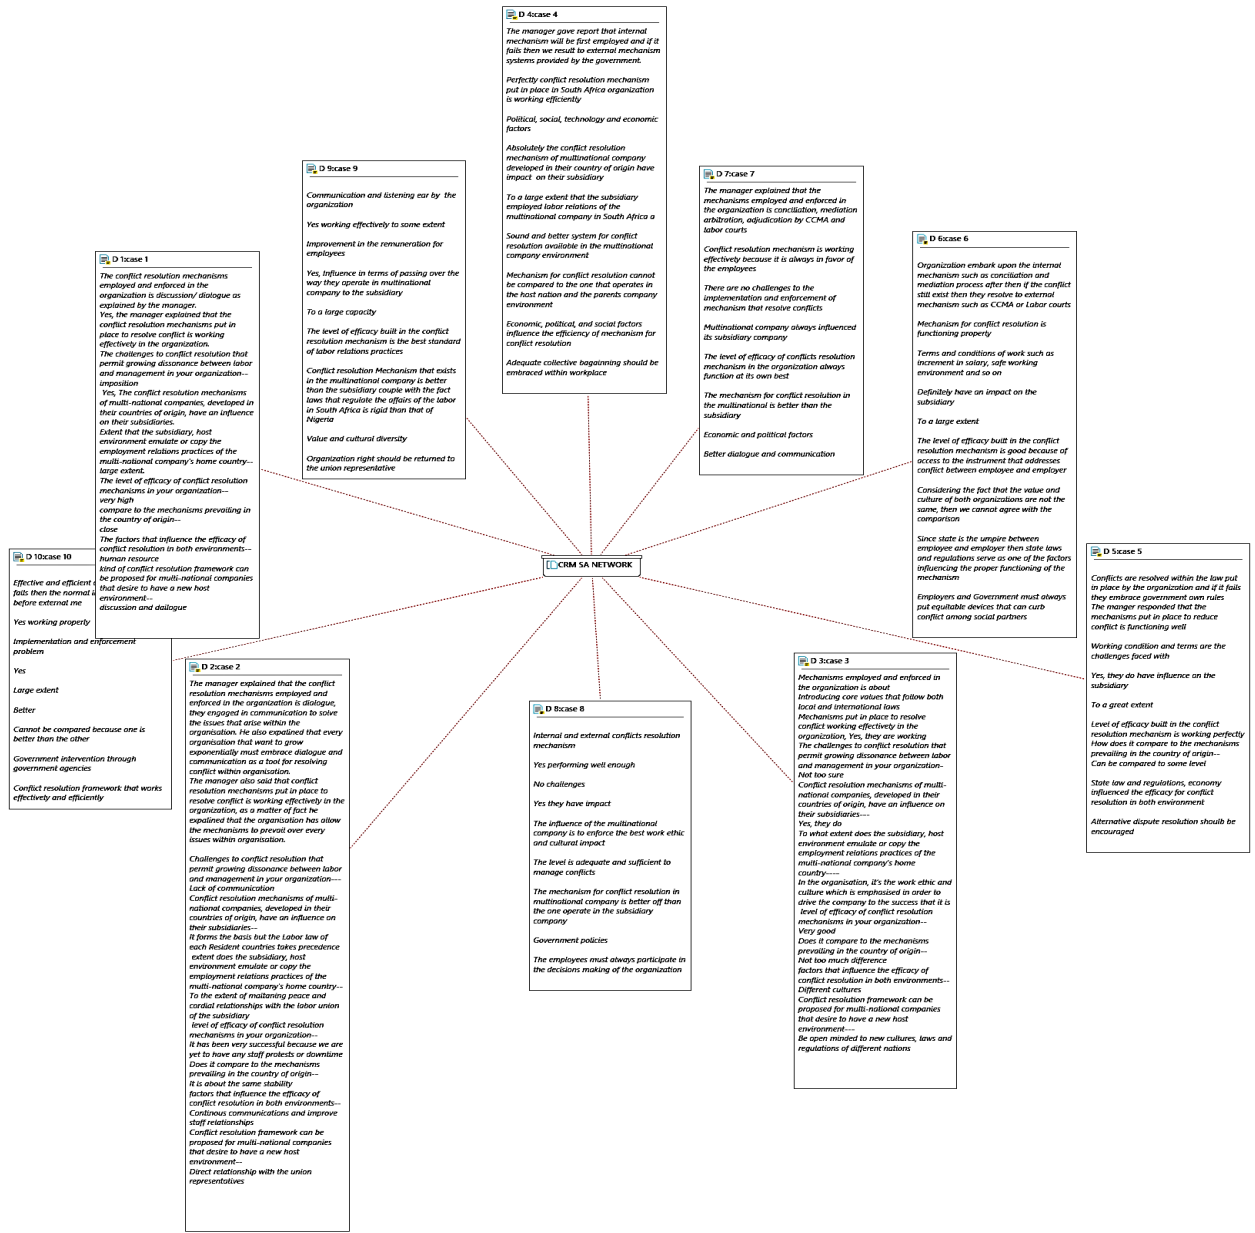 D 4:case 4
The manager gave report that internal
mechanism will be first employed and if it
fails then we result to external mechanism
systems provided by the government.
Perfectly conflict resolution mechanism
put in place in South Africa organization
is working efficiently
Political, social, technology and economic
factors
Absolutely the conflict resolution
mechanism of multinational company
developed in their country of origin have
impact on their subsidiary
To a large extent that the subsidiary
employed labor relations of the
multinational company in South Africa a
Sound and better system for conflict
resolution available in the multinational
company environment
Mechanism for conflict resolution cannot
be compared to the one that operates in
the host nation and the parents company
environment
Economic, political, and social factors
influence the efficiency of mechanism for
conflict resolution
Adequate collective bagainning should be
embraced within workplace
D 9:case 9
Communication and listening ear by the
organization
Yes working effectively to some extent
Improvement in the remuneration for
employees
Yes, Influence in terms of passing over the
way they operate in multinational
company to the subsidiary
To a large capacity
The level of efficacy built in the conflict
resolution mechanism is the best standard
of labor relations practices
Conflict resolution Mechanism that exists
in the multinational company is better
than the subsidiary couple with the fact
laws that regulate the affairs of the labor
in South Africa is rigid than that of
Nigeria
Value and cultural diversity
Organization right should be returned to
the union representative
D 7:case 7
The manager explained that the
mechanisms employed and enforced in
the organization is conciliation, mediation
arbitration, adjudication by CCMA and
labor courts
Conflict resolution mechanism is working
effectively because it is always in favor of
the employees
There are no challenges to the
implementation and enforcement of
mechanism that resolve conflicts
Multinational company always influenced
its subsidiary company
The level of efficacy of conflicts resolution
mechanism in the organization always
function at its own best
The mechanism for conflict resolution in
the multinational is better than the
subsidiary
Economic and political factors
Better dialogue and communication
D 6:case 6
Organization embark upon the internal
mechanism such as conciliation and
mediation process after then if the conflict
still exist then they resolve to external
mechanism such as CCMA or Labor courts
Mechanism for conflict resolution is
functioning properly
Terms and conditions of work such as
increment in salary, safe working
environment and so on
Definitely have an impact on the
subsidiary
To a large extent
The level of efficacy built in the conflict
resolution mechanism is good because of
access to the instrument that addresses
conflict between employee and employer
Considering the fact that the value and
culture of both organizations are not the
same, then we cannot agree with the
comparison
Since state is the umpire between
employee and employer then state laws
and regulations serve as one of the factors
influencing the proper functioning of the
mechanism
Employers and Government must always
put equitable devices that can curb
conflict among social partners
D 1:case 1
The conflict resolution mechanisms
employed and enforced in the
organization is discussion/ dialogue as
explained by the manager.
Yes, the manager explained that the
conflict resolution mechanisms put in
place to resolve conflict is working
effectively in the organization.
The challenges to conflict resolution that
permit growing dissonance between labor
and management in your organization--
imposition
Yes, The conflict resolution mechanisms
of multi-national companies, developed in
their countries of origin, have an influence
on their subsidiaries.
Extent that the subsidiary, host
environment emulate or copy the
employment relations practices of the
multi-national company's home country--
large extent.
The level of efficacy of conflict resolution
mechanisms in your organization--
very high
compare to the mechanisms prevailing in
the country of origin--
close
The factors that influence the efficacy of
conflict resolution in both environments--
human resource
kind of conflict resolution framework can
be proposed for multi-national companies
that desire to have a new host
environment--
discussion and dailogue
D 10:case 10
Effective and efficient
fails then the normal
before external me
Yes working properly
Implementation and enforcement
problem
Yes
Large extent
Better
Cannot be compared because one is
better than the other
Government intervention through
government agencies
Conflict resolution framework that works
effectively and efficiently
CRM SA NETWORK
D 5:case 5
Conflicts are resolved within the law put
in place by the organization and if it fails
they embrace government own rules
The manger responded that the
mechanisms put in place to reduce
conflict is functioning well
Working condition and terms are the
challenges faced with
Yes, they do have influence on the
subsidiary
To a great extent
Level of efficacy built in the conflict
resolution mechanism is working perfectly
How does it compare to the mechanisms
prevailing in the country of origin--
Can be compared to some level
State law and regulations, economy
influenced the efficacy for conflict
resolution in both environment
Alternative dispute resolution shoulb be
encouraged
D 2:case 2
The manager explained that the conflict
resolution mechanisms employed and
enforced in the organization is dialogue,
they engaged in communication to solve
the issues that arise within the
organisation. He also expalined that every
organisation that want to grow
exponentially must embrace dialogue and
communication as a tool for resolving
conflict within organisation.
The manager also said that conflict
resolution mechanisms put in place to
resolve conflict is working effectively in the
organization, as a matter of fact he
expalined that the organisation has allow
the mechanisms to prevail over every
issues within organisation.
Challenges to conflict resolution that
permit growing dissonance between labor
and management in your organization---
Lack of communication
Conflict resolution mechanisms of multi-
national companies, developed in their
countries of origin, have an influence on
their subsidiaries--
It forms the basis but the Labor law of
each Resident countries takes precedence
extent does the subsidiary, host
environment emulate or copy the
employment relations practices of the
multi-national company's home country--
To the extent of maitaning peace and
cordial relationships with the labor union
of the subsidiary
level of efficacy of conflict resolution
mechanisms in your organization--
It has been very successful because we are
yet to have any staff protests or downtime
Does it compare to the mechanisms
prevailing in the country of origin--
It is about the same stability
factors that influence the efficacy of
conflict resolution in both environments--
Continous communications and improve
staff relationships
Conflict resolution framework can be
proposed for multi-national companies
that desire to have a new host
environment--
Direct relationship with the union
representatives
D 8:case 8
Internal and external conflicts resolution
mechanism
Yes performing well enough
No challenges
Yes they have impact
The influence of the multinational
company is to enforce the best work ethic
and cultural impact
The level is adequate and sufficient to
manage conflicts
The mechanism for conflict resolution in
multinational company is better off than
the one operate in the subsidiary
company
Government policies
The employees must always participate in
the decisions making of the organization
D 3:case 3
Mechanisms employed and enforced in
the organization is about
Introducing core values that follow both
local and international laws
Mechanisms put in place to resolve
conflict working effectively in the
organization, Yes, they are working
The challenges to conflict resolution that
permit growing dissonance between labor
and management in your organization-
Not too sure
Conflict resolution mechanisms of multi-
national companies, developed in their
countries of origin, have an influence on
their subsidiaries---
Yes, they do
To what extent does the subsidiary, host
environment emulate or copy the
employment relations practices of the
multi-national company's home
country----
In the organisation, it's the work ethic and
culture which is emphasised in order to
drive the company to the success that it is
level of efficacy of conflict resolution
mechanisms in your organization--
Very good
Does it compare to the mechanisms
prevailing in the country of origin--
Not too much difference
factors that influence the efficacy of
conflict resolution in both environments--
Different cultures
Conflict resolution framework can be
proposed for multi-national companies
that desire to have a new host
environment---
Be open minded to new cultures, laws and
regulations of different nations